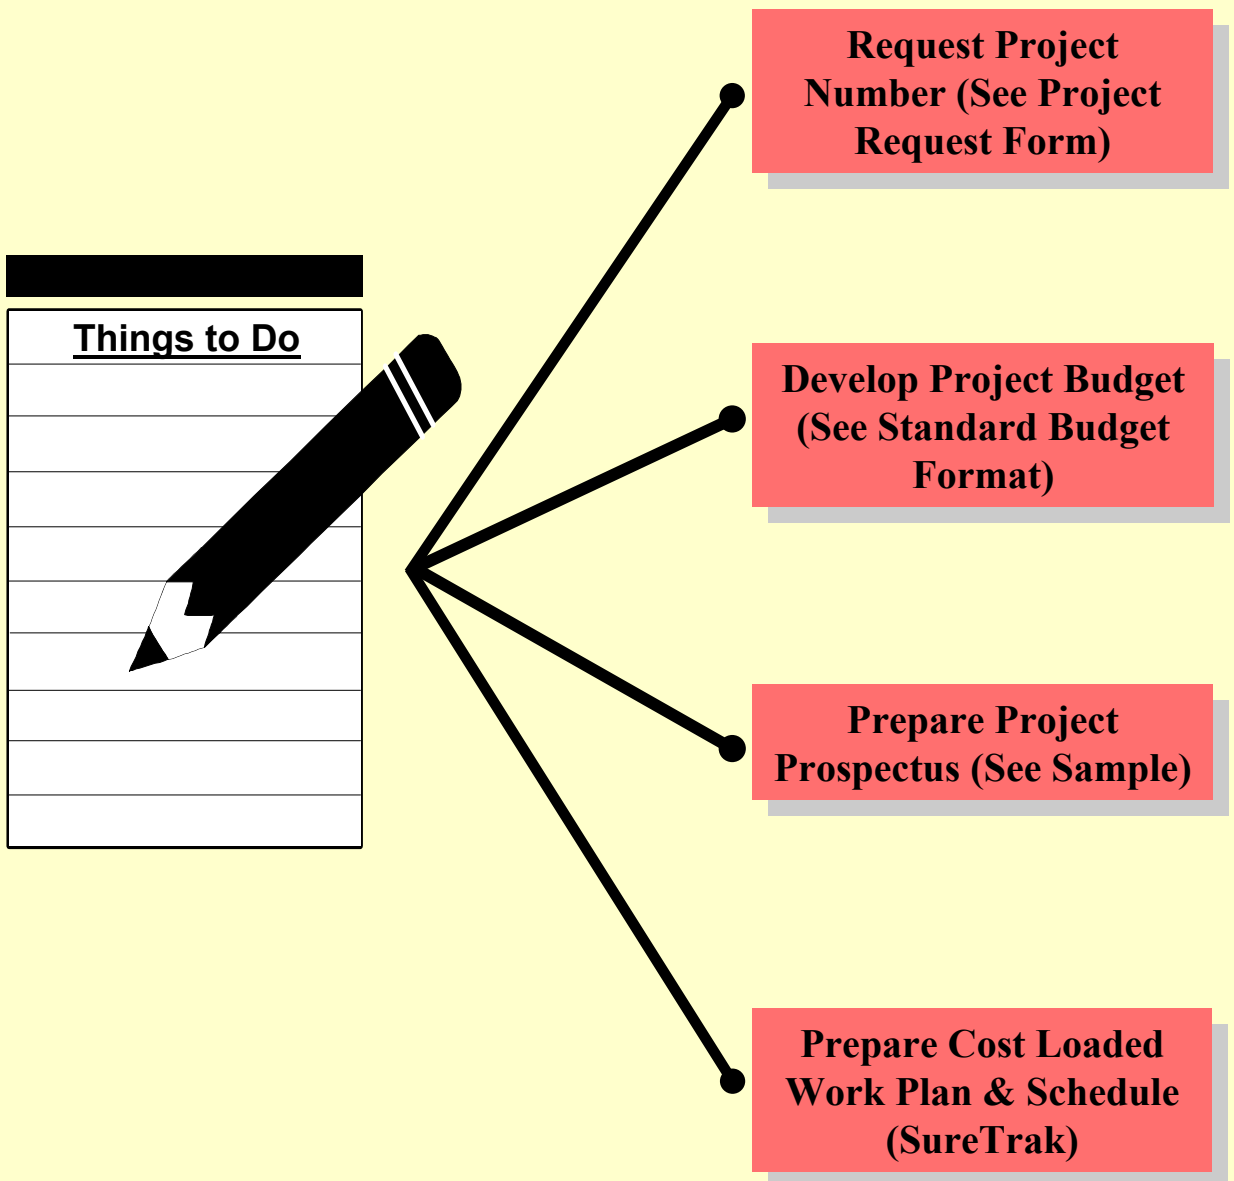 Things to Do
Request Project
Number (See Project
Request Form)
Develop Project Budget
(See Standard Budget
Format)
Prepare Project
Prospectus (See Sample)
Prepare Cost Loaded
Work Plan & Schedule
(SureTrak)